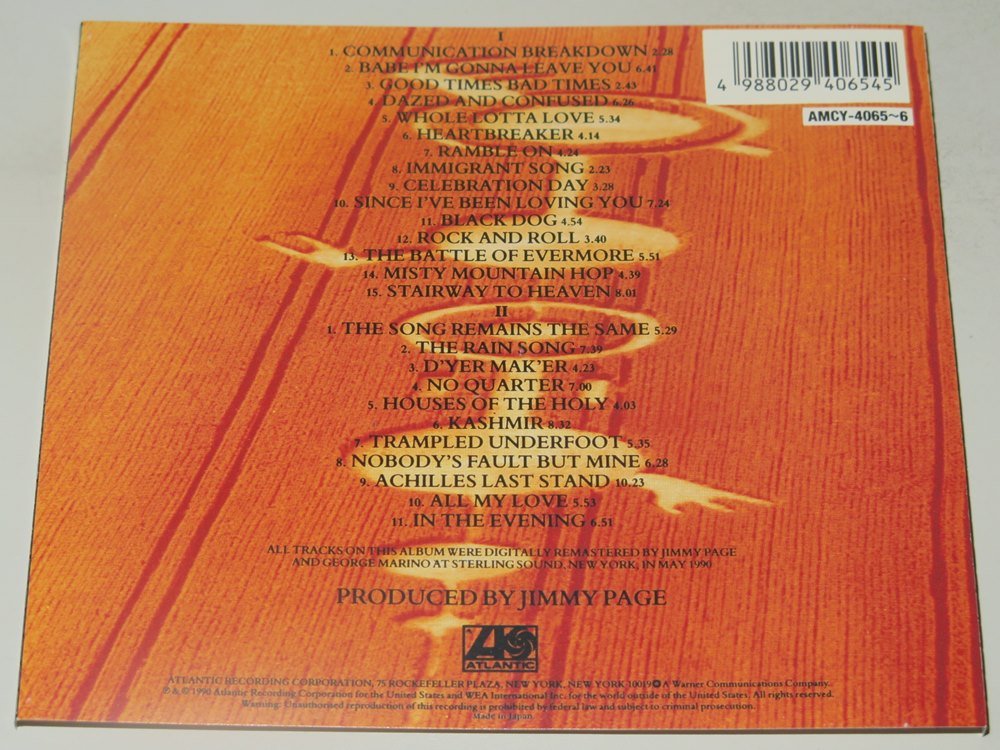 I
1. COMMUNICATION BREAKDOWN 2.28
2. BABE I'M GONNA LEAVE YOU 6.41
3. GOOD TIMES BAD TIMES 2.43
4. DAZED AND CONFUSED 6.26
5. WHOLE LOTTA LOVE 5.34
6. HEARTBREAKER 4.14
7. RAMBLE ON 4.24
8. IMMIGRANT SONG 2.23
9. CELEBRATION DAY 3.28
10. SINCE I'VE BEEN LOVING YOU 7.24
11. BLACK DOG 4.54
12. ROCK AND ROLL 3.40
13. THE BATTLE OF EVERMORE 5.51
14. MISTY MOUNTAIN HOP 4.39
15. STAIRWAY TO HEAVEN 8.01
II
1. THE SONG REMAINS THE SAME 5.29
2. THE RAIN SONG 7.39
3. D'YER MAK'ER 4.23
4. NO QUARTER 7.00
5. HOUSES OF THE HOLY 4.03
6. KASHMIR 8.32
7. TRAMPLED UNDERFOOT 5.35
8. NOBODY'S FAULT BUT MINE 6.28
9. ACHILLES LAST STAND 10.23
10. ALL MY LOVE 5.53
11. IN THE EVENING 6.51
4 988029 406545
AMCY-4065~6
ALL TRACKS ON THIS ALBUM WERE DIGITALLY REMASTERED BY JIMMY PAGE
AND GEORGE MARINO AT STERLING SOUND, NEW YORK, IN MAY 1990
PRODUCED BY JIMMY PAGE
ATLANTIC
ATLANTIC RECORDING CORPORATION, 75 ROCKEFELLER PLAZA, NEW YORK, NEW YORK 10019 A Warner Communications Company.
℗ & © 1990 Atlantic Recording Corporation for the United States and WEA International Inc. for the world outside of the United States. All rights reserved.
Warning: Unauthorised reproduction of this recording is prohibited by federal law and subject to criminal prosecution.
Made in Japan